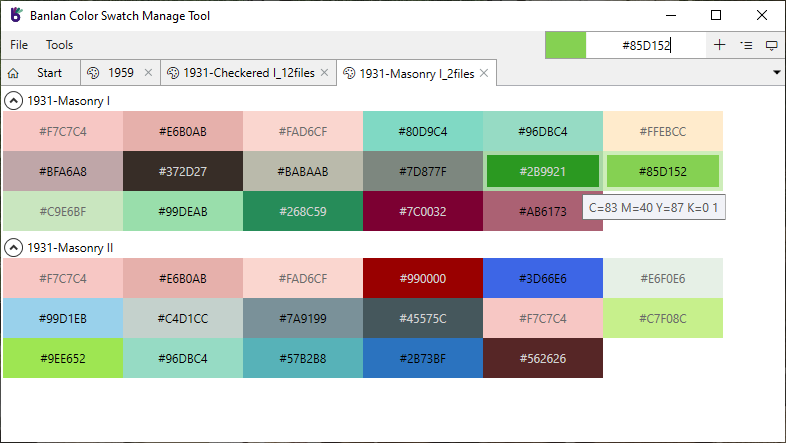 Banlan Color Swatch Manage Tool
File Tools #85D152
Start 1959 1931-Checkered I_12files 1931-Masonry I_2files
1931-Masonry I
#F7C7C4 #E6B0AB #FAD6CF #80D9C4 #96DBC4 #FFEBCC
#BFA6A8 #372D27 #BABAAB #7D877F #2B9921 #85D152
#C9E6BF #99DEAB #268C59 #7C0032 #AB6173
C=83 M=40 Y=87 K=0 1
1931-Masonry II
#F7C7C4 #E6B0AB #FAD6CF #990000 #3D66E6 #E6F0E6
#99D1EB #C4D1CC #7A9199 #45575C #F7C7C4 #C7F08C
#9EE652 #96DBC4 #57B2B8 #2B73BF #562626